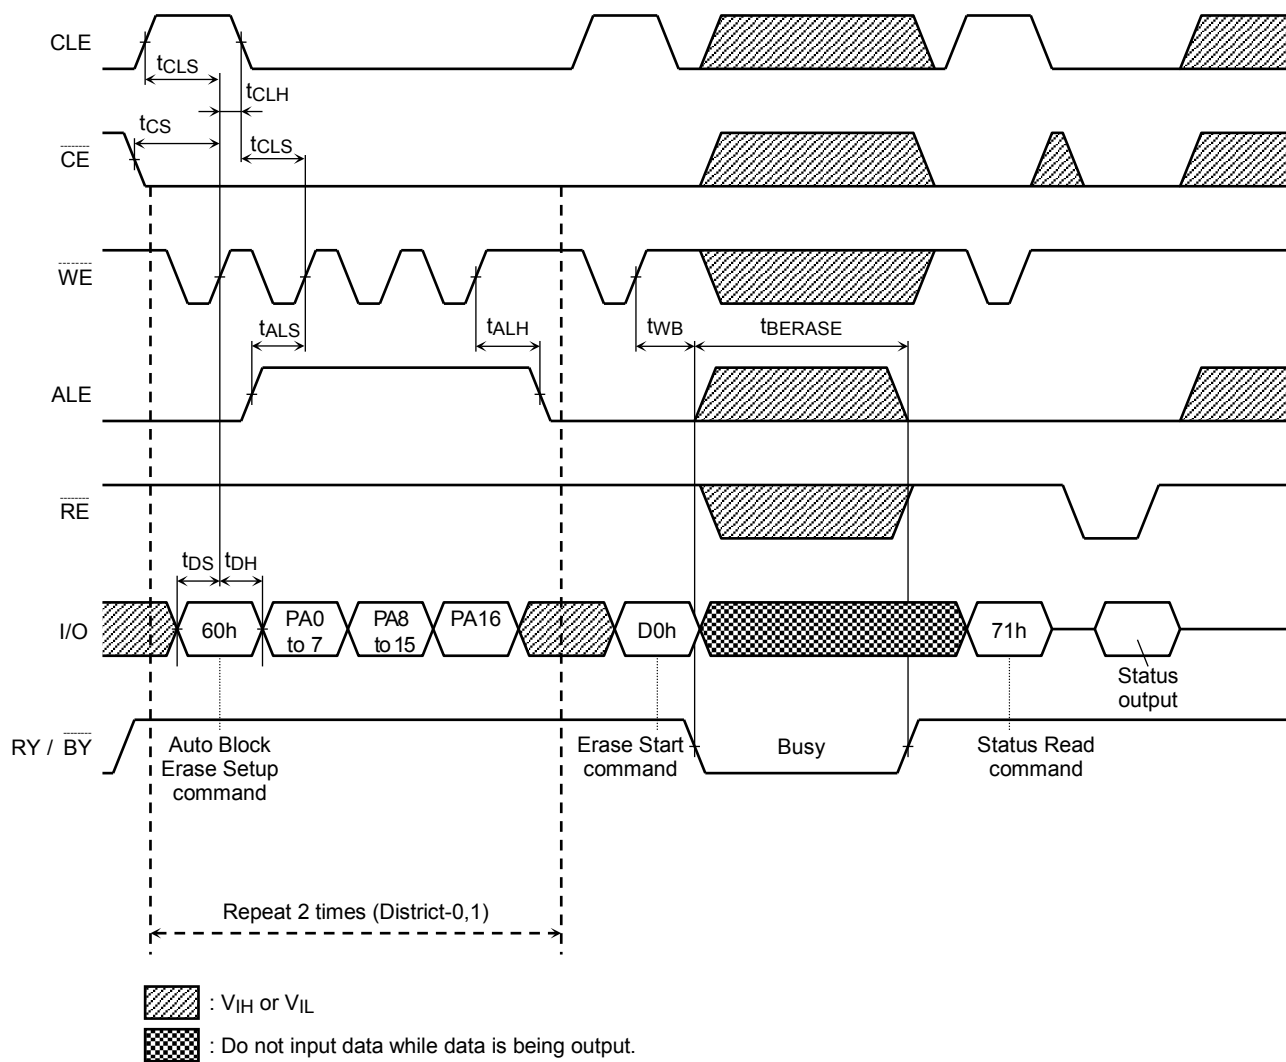 CLE
tCLS
tCLH
tCS
CE
tCLS
WE
tALS
tALH
tWB
tBERASE
ALE
RE
tDS
tDH
I/O
60h
PA0
to 7
PA8
to 15
PA16
D0h
71h
Status
output
RY / BY
Auto Block
Erase Setup
command
Erase Start
command
Busy
Status Read
command
Repeat 2 times (District-0,1)
: VIH or VIL
: Do not input data while data is being output.